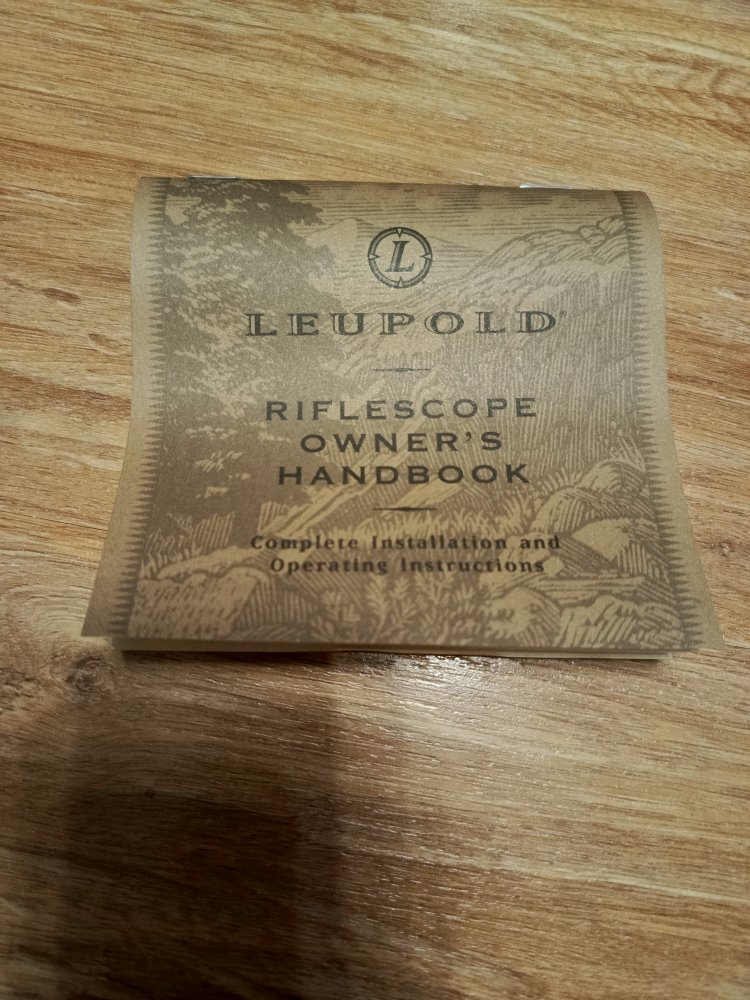 L
LEUPOLD
RIFLESCOPE
OWNER'S
HANDBOOK
Complete Installation and
Operating Instructions